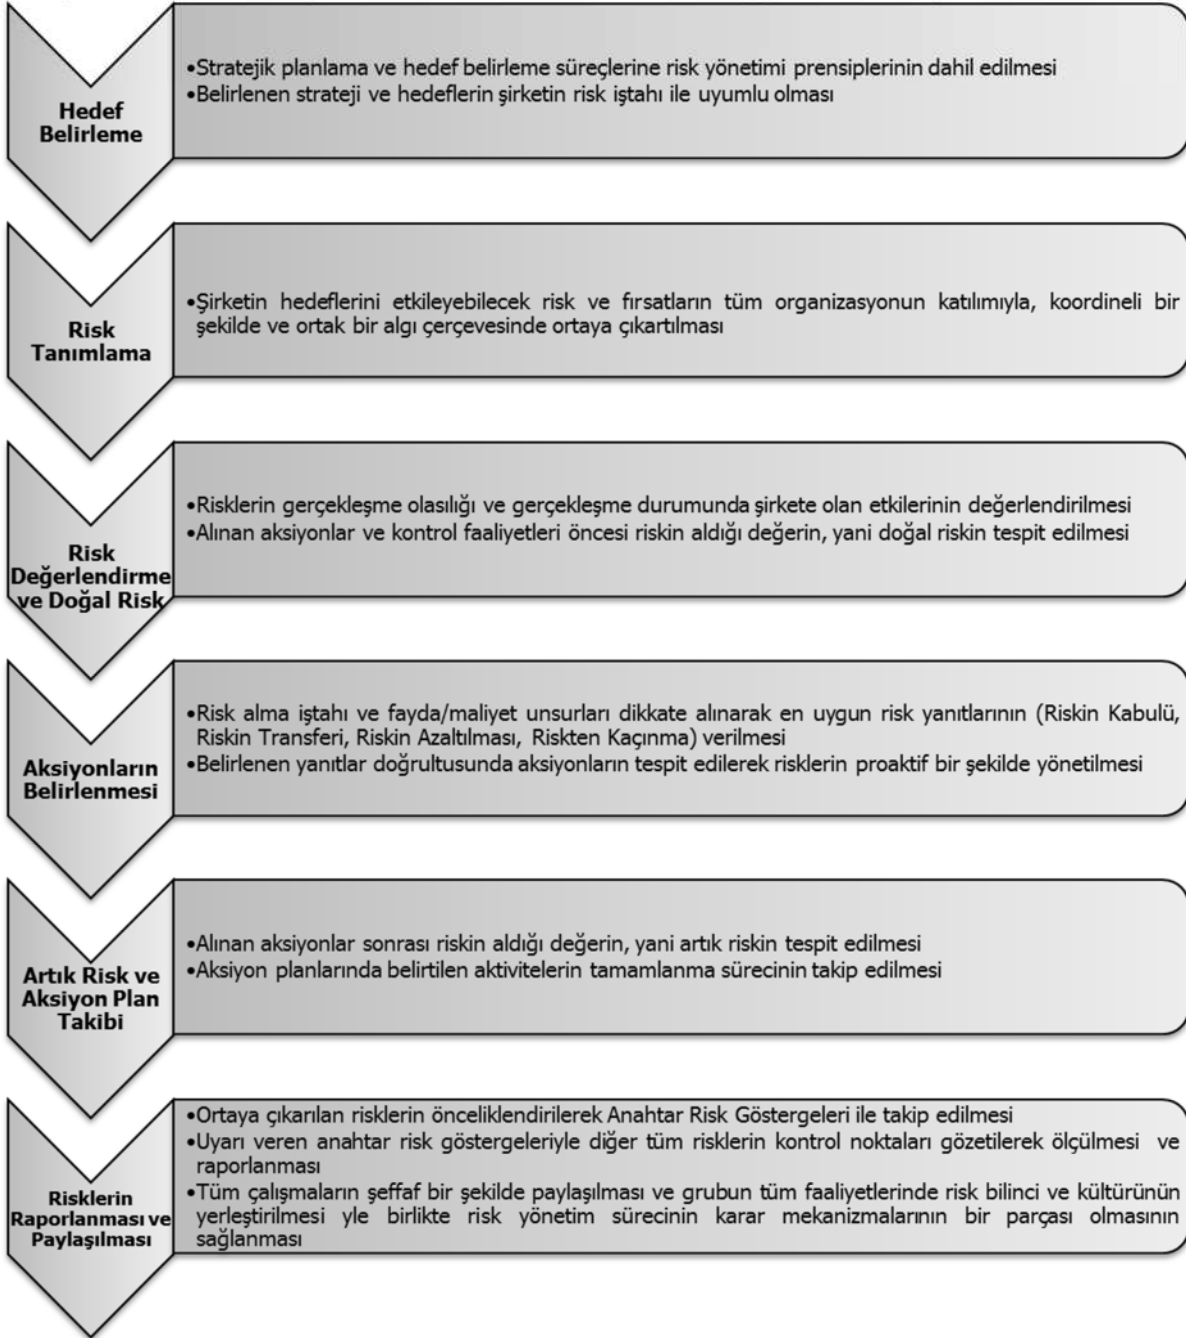 Hedef
Belirleme
•Stratejik planlama ve hedef belirleme süreçlerine risk yönetimi prensiplerinin dahil edilmesi
•Belirlenen strateji ve hedeflerin şirketin risk iştahı ile uyumlu olması
Risk
Tanımlama
•Şirketin hedeflerini etkileyebilecek risk ve fırsatların tüm organizasyonun katılımıyla, koordineli bir
şekilde ve ortak bir algı çerçevesinde ortaya çıkartılması
Risk
Değerlendirme
ve Doğal Risk
•Risklerin gerçekleşme olasılığı ve gerçekleşme durumunda şirkete olan etkilerinin değerlendirilmesi
•Alınan aksiyonlar ve kontrol faaliyetleri öncesi riskin aldığı değerin, yani doğal riskin tespit edilmesi
Aksiyonların
Belirlenmesi
•Risk alma iştahı ve fayda/maliyet unsurları dikkate alınarak en uygun risk yanıtlarının (Riskin Kabulü,
Riskin Transferi, Riskin Azaltılması, Riskten Kaçınma) verilmesi
•Belirlenen yanıtlar doğrultusunda aksiyonların tespit edilerek risklerin proaktif bir şekilde yönetilmesi
Artık Risk ve
Aksiyon Plan
Takibi
•Alınan aksiyonlar sonrası riskin aldığı değerin, yani artık riskin tespit edilmesi
•Aksiyon planlarında belirtilen aktivitelerin tamamlanma sürecinin takip edilmesi
Risklerin
Raporlanması ve
Paylaşılması
•Ortaya çıkarılan risklerin önceliklendirilerek Anahtar Risk Göstergeleri ile takip edilmesi
•Uyarı veren anahtar risk göstergeleriyle diğer tüm risklerin kontrol noktaları gözetilerek ölçülmesi ve
raporlanması
•Tüm çalışmaların şeffaf bir şekilde paylaşılması ve grubun tüm faaliyetlerinde risk bilinci ve kültürünün
yerleştirilmesi yle birlikte risk yönetim sürecinin karar mekanizmalarının bir parçası olmasının
sağlanması